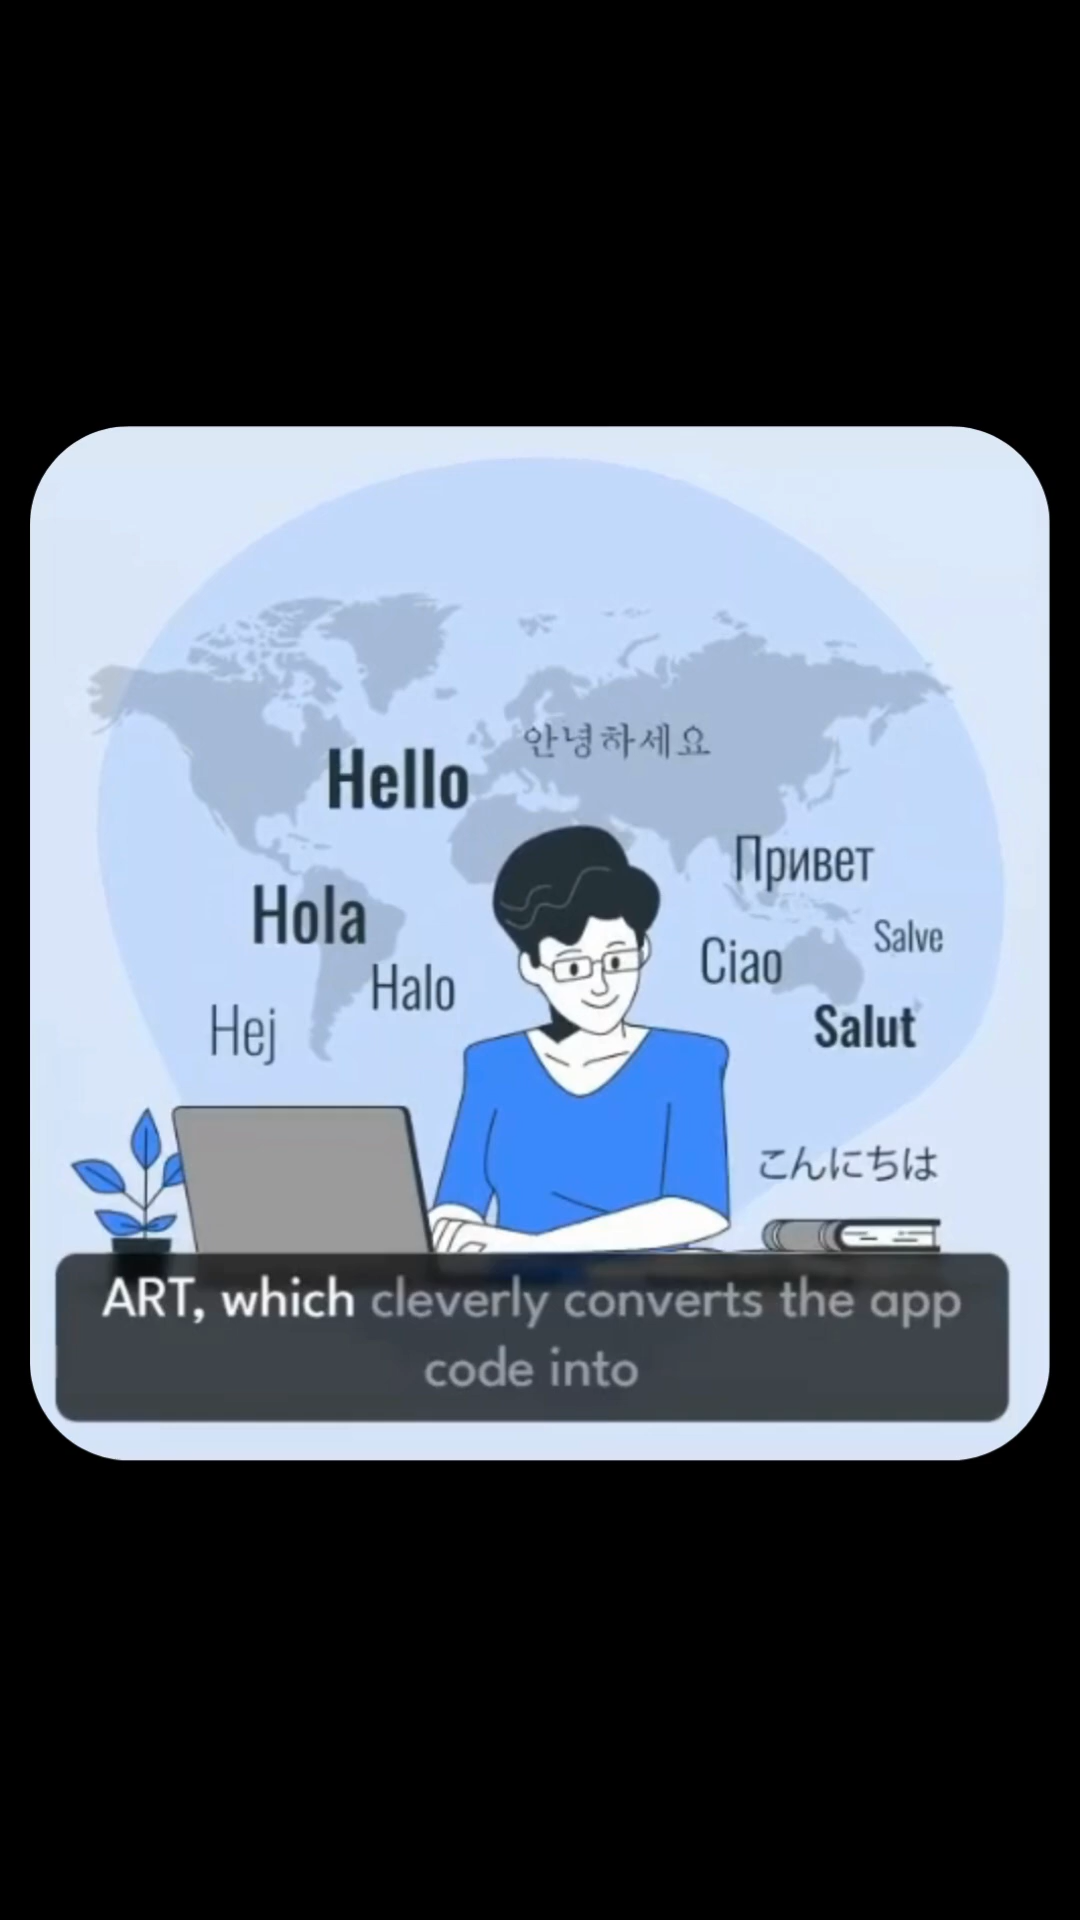 안녕하세요
Hello
Привет
Hola
Salve
Ciao
Halo
Hej
Salut
こんにちは
ART, which cleverly converts the app
code into